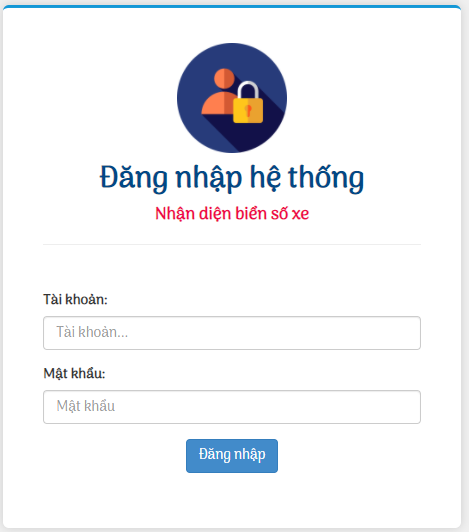 Đăng nhập hệ thống
Nhận diện biển số xe
Tài khoản:
Tài khoản...
Mật khẩu:
Mật khẩu
Đăng nhập